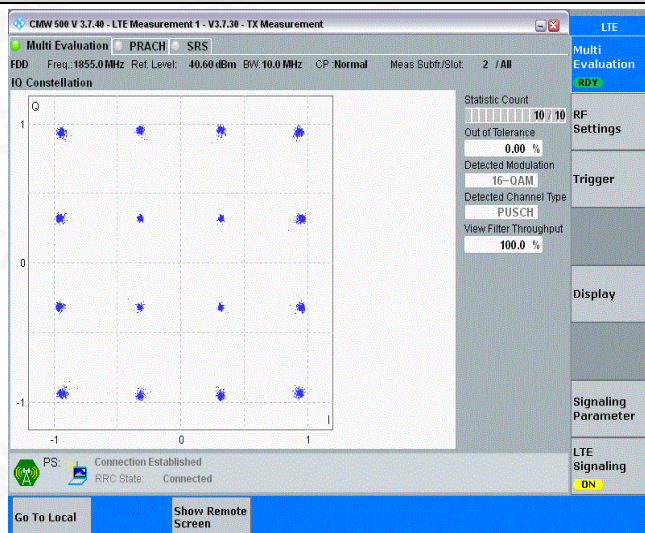 CMW 500 V 3.7.40 - LTE Measurement 1 - V3.7.30 - TX Measurement
LTE
Multi Evaluation PRACH SRS
FDD Freq.:1855.0 MHz Ref. Level: 40.60 dBm BW:10.0 MHz CP :Normal Meas Subfr./Slot: 2 / All
IQ Constellation
Q
1
0
-1
-1 0 1
I
Statistic Count
10 / 10
Out of Tolerance
0.00 %
Detected Modulation
16-QAM
Detected Channel Type
PUSCH
View Filter Throughput
100.0 %
Multi
Evaluation
RDY
RF
Settings
Trigger
Display
Signaling
Parameter
LTE
Signaling
ON
PS: Connection Established
RRC State: Connected
Go To Local
Show Remote
Screen